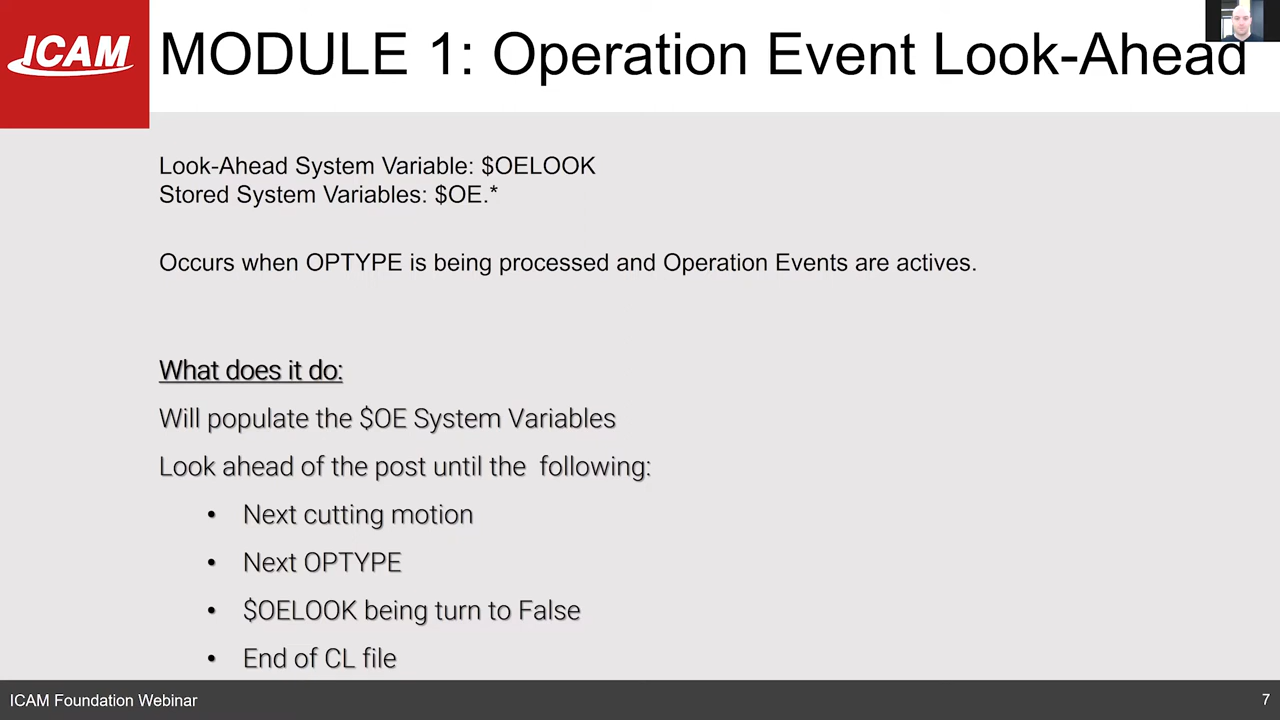 ICAM
MODULE 1: Operation Event Look-Ahead
Look-Ahead System Variable: $OELOOK
Stored System Variables: $OE.*
Occurs when OPTYPE is being processed and Operation Events are actives.
What does it do:
Will populate the $OE System Variables
Look ahead of the post until the following:
• Next cutting motion
• Next OPTYPE
• $OELOOK being turn to False
• End of CL file
ICAM Foundation Webinar
7